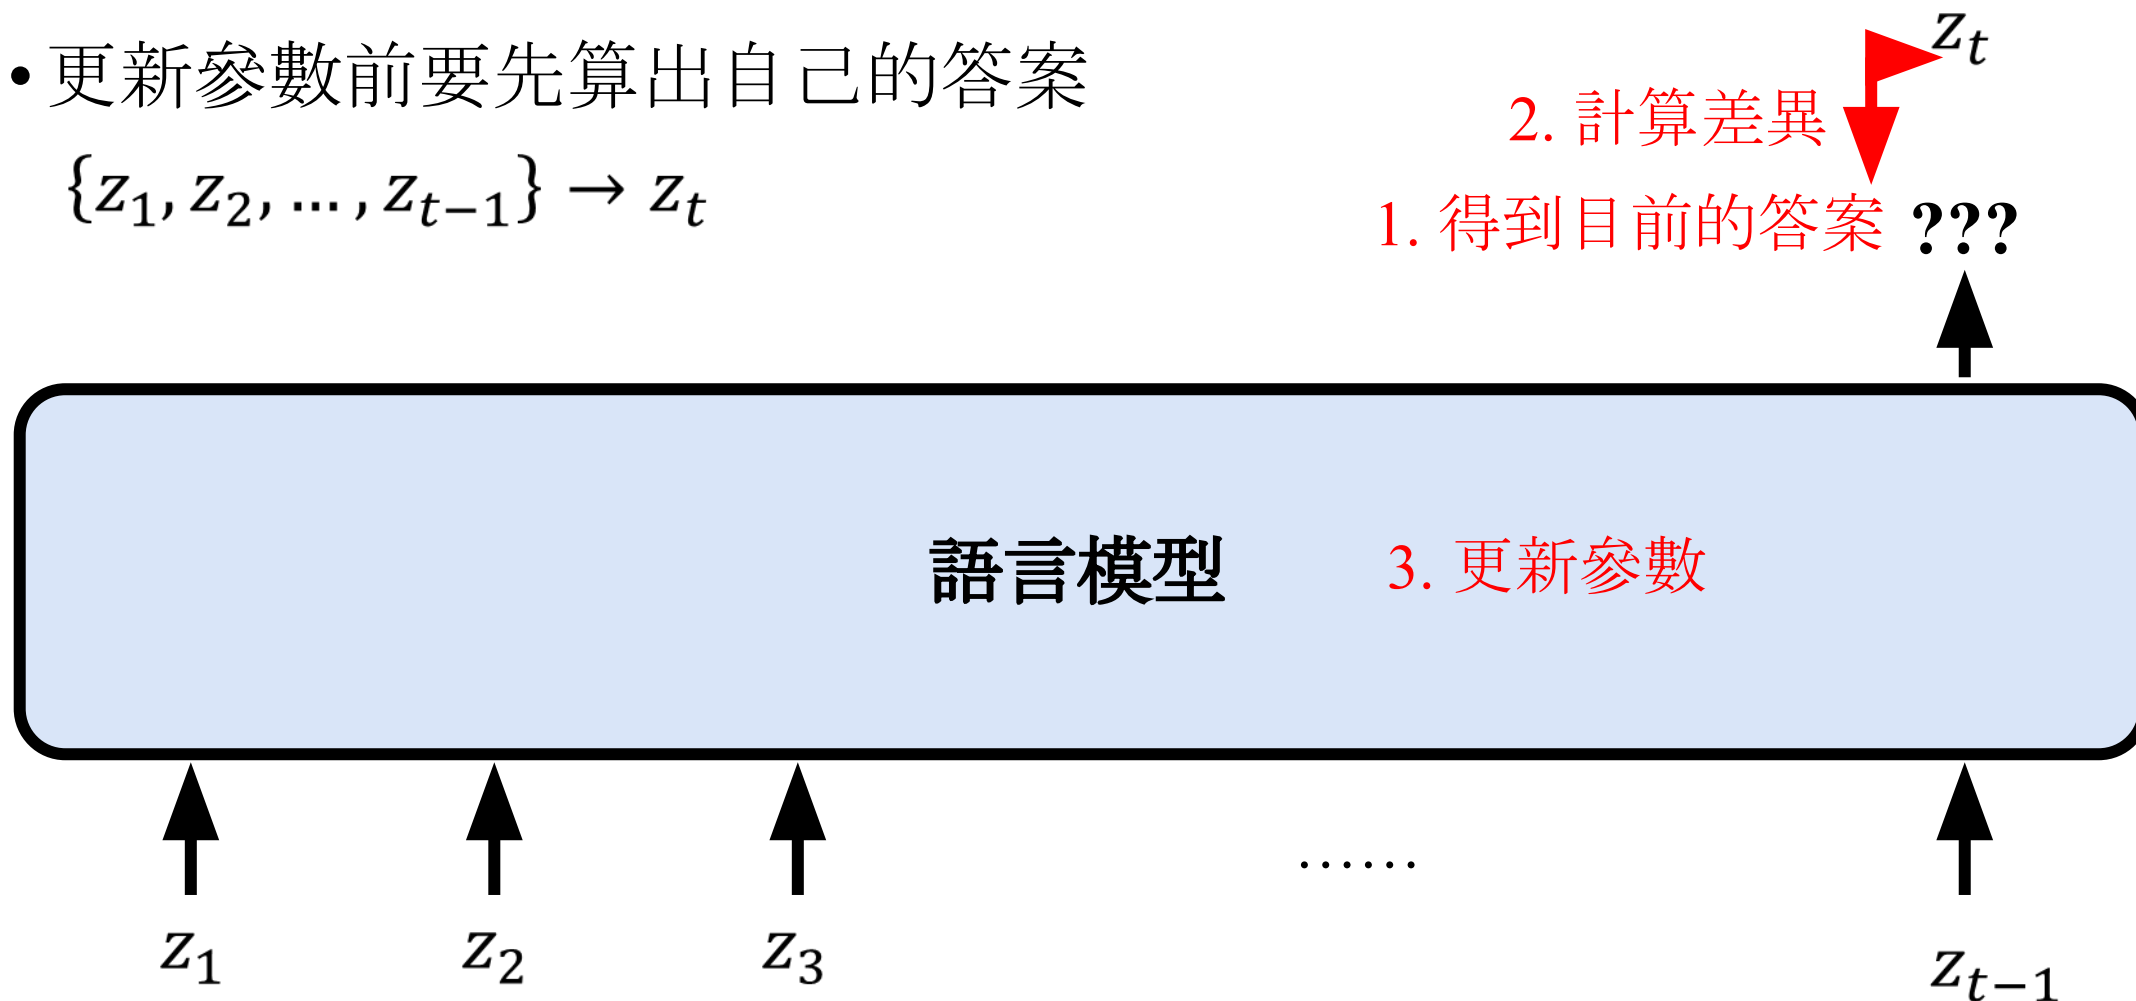 • 更新參數前要先算出自己的答案
{z₁, z₂, … , zₜ₋₁} → zₜ
zₜ
2. 計算差異
1. 得到目前的答案 ???
語言模型 3. 更新參數
......
z₁ z₂ z₃ zₜ₋₁